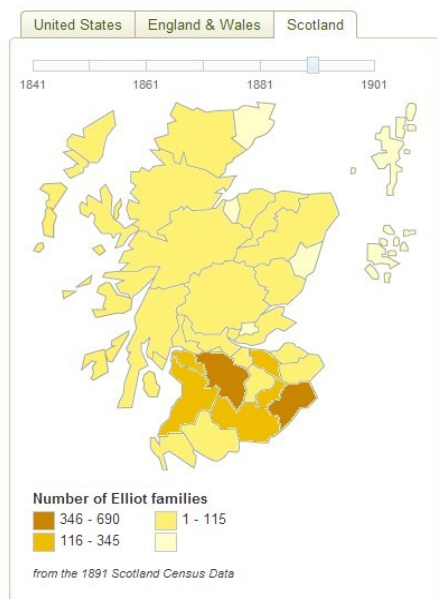 United States England & Wales Scotland
1841 1861 1881 1901
Number of Elliot families
346 - 690 1 - 115
116 - 345
from the 1891 Scotland Census Data